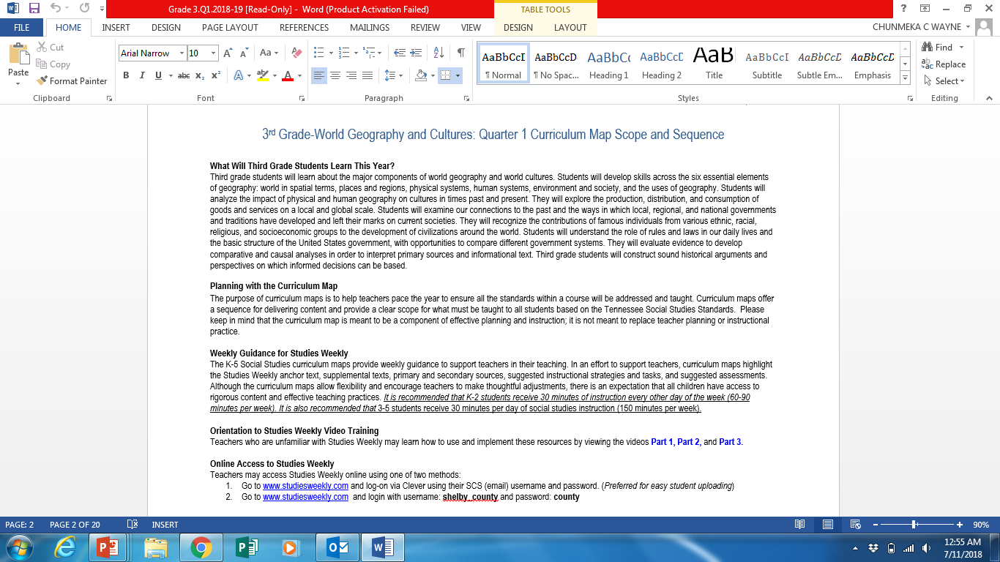 Grade 3.Q1.2018-19 [Read-Only] - Word (Product Activation Failed)
TABLE TOOLS
FILE HOME INSERT DESIGN PAGE LAYOUT REFERENCES MAILINGS REVIEW VIEW DESIGN LAYOUT CHUNMEKA C WAYNE
Paste
Cut
Copy
Format Painter
Clipboard
Arial Narrow 10
Font
Paragraph
AaBbCcI AaBbCcD AaBbCc AaBbCcD AaB AaBbCcI AaBbCcD AaBbCcD
¶ Normal ¶ No Spac... Heading 1 Heading 2 Title Subtitle Subtle Em... Emphasis
Styles
Find
Replace
Select
Editing
3rd Grade-World Geography and Cultures: Quarter 1 Curriculum Map Scope and Sequence
What Will Third Grade Students Learn This Year?
Third grade students will learn about the major components of world geography and world cultures. Students will develop skills across the six essential elements
of geography: world in spatial terms, places and regions, physical systems, human systems, environment and society, and the uses of geography. Students will
analyze the impact of physical and human geography on cultures in times past and present. They will explore the production, distribution, and consumption of
goods and services on a local and global scale. Students will examine our connections to the past and the ways in which local, regional, and national governments
and traditions have developed and left their marks on current societies. They will recognize the contributions of famous individuals from various ethnic, racial,
religious, and socioeconomic groups to the development of civilizations around the world. Students will understand the role of rules and laws in our daily lives and
the basic structure of the United States government, with opportunities to compare different government systems. They will evaluate evidence to develop
comparative and causal analyses in order to interpret primary sources and informational text. Third grade students will construct sound historical arguments and
perspectives on which informed decisions can be based.
Planning with the Curriculum Map
The purpose of curriculum maps is to help teachers pace the year to ensure all the standards within a course will be addressed and taught. Curriculum maps offer
a sequence for delivering content and provide a clear scope for what must be taught to all students based on the Tennessee Social Studies Standards. Please
keep in mind that the curriculum map is meant to be a component of effective planning and instruction; it is not meant to replace teacher planning or instructional
practice.
Weekly Guidance for Studies Weekly
The K-5 Social Studies curriculum maps provide weekly guidance to support teachers in their teaching. In an effort to support teachers, curriculum maps highlight
the Studies Weekly anchor text, supplemental texts, primary and secondary sources, suggested instructional strategies and tasks, and suggested assessments.
Although the curriculum maps allow flexibility and encourage teachers to make thoughtful adjustments, there is an expectation that all children have access to
rigorous content and effective teaching practices. It is recommended that K-2 students receive 30 minutes of instruction every other day of the week (60-90
minutes per week). It is also recommended that 3-5 students receive 30 minutes per day of social studies instruction (150 minutes per week).
Orientation to Studies Weekly Video Training
Teachers who are unfamiliar with Studies Weekly may learn how to use and implement these resources by viewing the videos Part 1, Part 2, and Part 3.
Online Access to Studies Weekly
Teachers may access Studies Weekly online using one of two methods:
1. Go to www.studiesweekly.com and log-on via Clever using their SCS (email) username and password. (Preferred for easy student uploading)
2. Go to www.studiesweekly.com and login with username: shelby_county and password: county
PAGE: 2 PAGE 2 OF 20 INSERT 90%
12:55 AM
7/11/2018